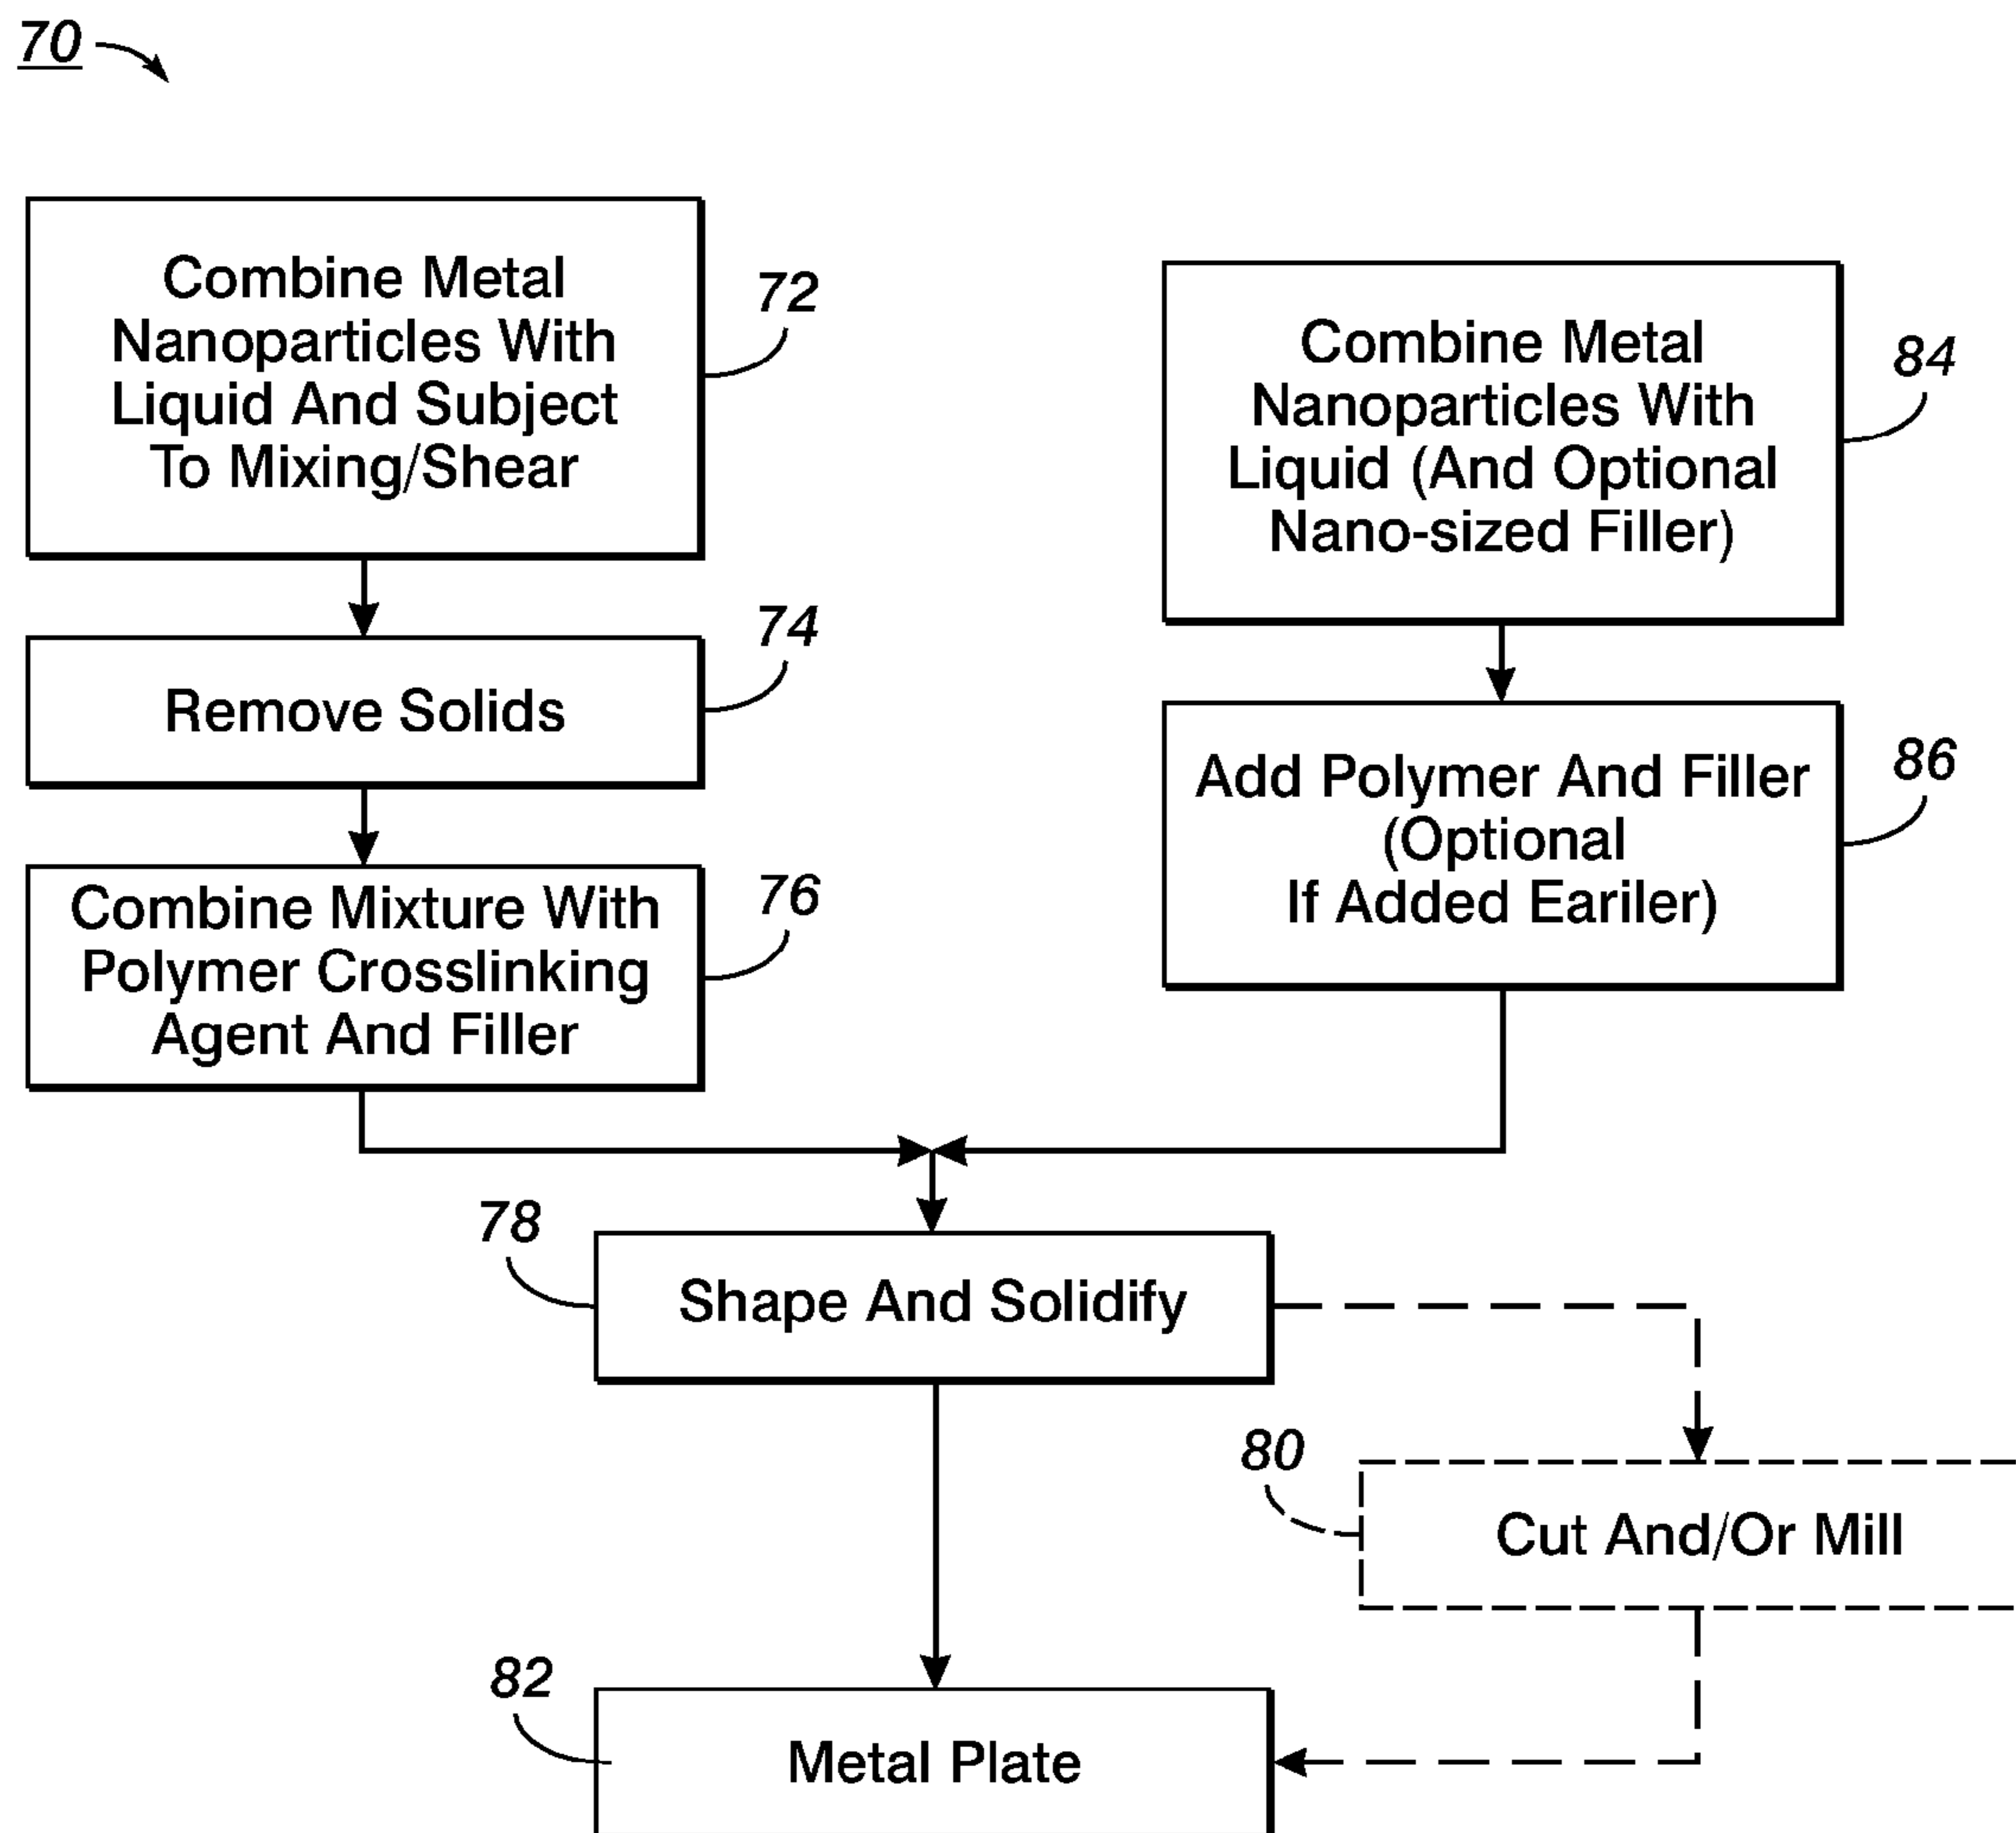 70
Combine Metal
Nanoparticles With
Liquid And Subject
To Mixing/Shear
72
Remove Solids
74
Combine Mixture With
Polymer Crosslinking
Agent And Filler
76
Combine Metal
Nanoparticles With
Liquid (And Optional
Nano-sized Filler)
84
Add Polymer And Filler
(Optional
If Added Eariler)
86
78
Shape And Solidify
80
Cut And/Or Mill
82
Metal Plate